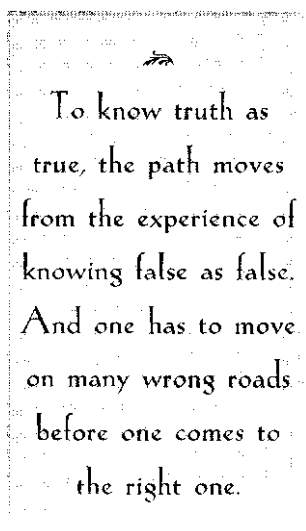 To know truth as
true, the path moves
from the experience of
knowing false as false.
And one has to move
on many wrong roads
before one comes to
the right one.